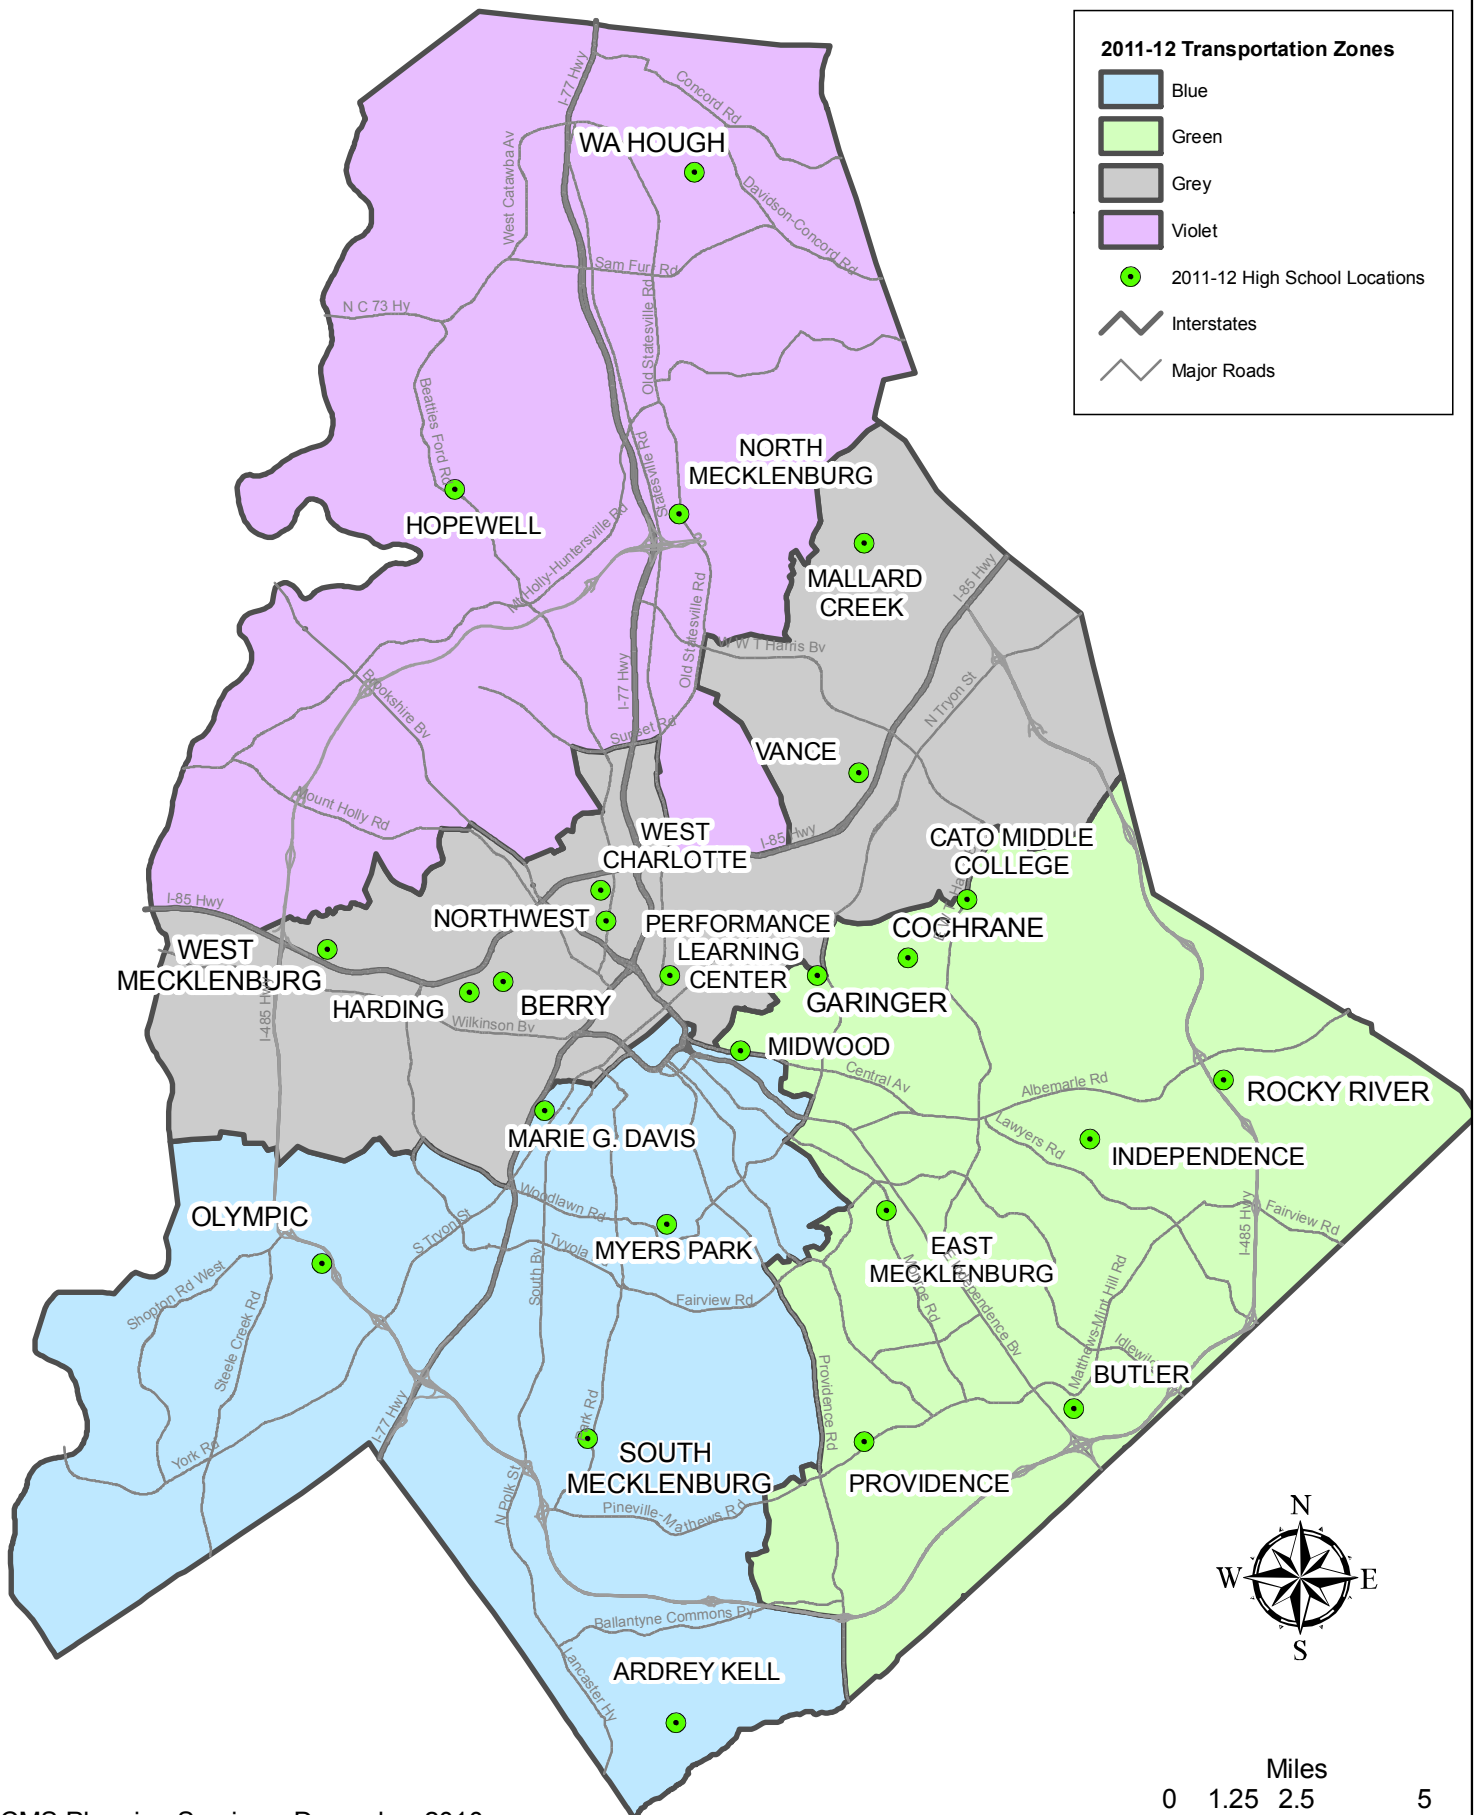 2011-12 Transportation Zones
Blue
Green
Grey
Violet
2011-12 High School Locations
Interstates
Major Roads
I-77 Hwy
Concord Rd
WA HOUGH
West Catawba Av
Davidson-Concord Rd
Sam Furr Rd
N C 73 Hy
Old Statesville Rd
Beatties Ford Rd
NORTH
MECKLENBURG
Statesville Rd
HOPEWELL
Mt Holly-Huntersville Rd
MALLARD
CREEK
I-85 Hwy
Old Statesville Rd
W W T Harris Bv
I-77 Hwy
Brookshire Bv
N Tryon St
Sunset Rd
VANCE
Mount Holly Rd
WEST
CHARLOTTE
I-85 Hwy
CATO MIDDLE
COLLEGE
I-85 Hwy
NORTHWEST
PERFORMANCE
LEARNING
CENTER
COCHRANE
WEST
MECKLENBURG
HARDING
BERRY
GARINGER
I-485 Hwy
Wilkinson Bv
MIDWOOD
Central Av
Albemarle Rd
ROCKY RIVER
Lawyers Rd
MARIE G. DAVIS
INDEPENDENCE
Woodlawn Rd
OLYMPIC
S Tryon St
Tyvola
MYERS PARK
EAST
MECKLENBURG
I-485 Hwy
Fairview Rd
Shopton Rd West
Steele Creek Rd
South Bv
Fairview Rd
Monroe Rd
E Independence Bv
Matthews-Mint Hill Rd
BUTLER
Providence Rd
I-77 Hwy
Park Rd
York Rd
SOUTH
MECKLENBURG
PROVIDENCE
N Polk St
Pineville-Mathews Rd
N
W E
S
Ballantyne Commons Py
Lancaster Hy
ARDREY KELL
Miles
0 1.25 2.5 5